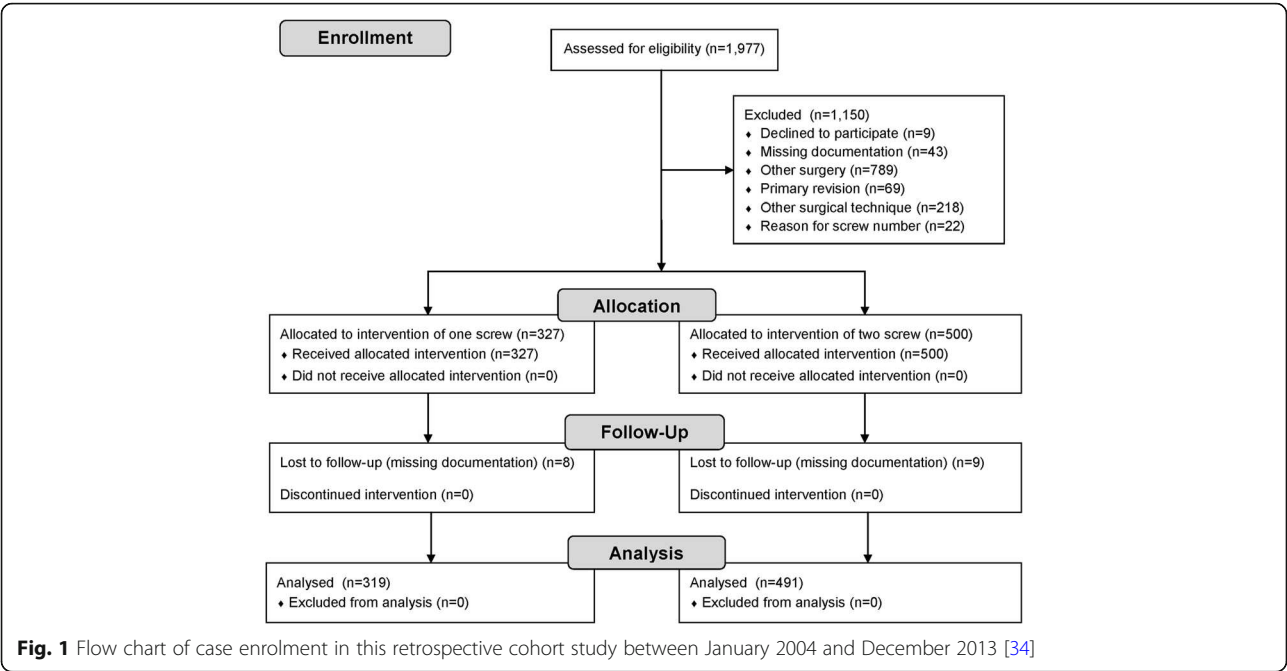 Enrollment
Assessed for eligibility (n=1,977)
Excluded (n=1,150)
♦ Declined to participate (n=9)
♦ Missing documentation (n=43)
♦ Other surgery (n=789)
♦ Primary revision (n=69)
♦ Other surgical technique (n=218)
♦ Reason for screw number (n=22)
Allocation
Allocated to intervention of one screw (n=327)
♦ Received allocated intervention (n=327)
♦ Did not receive allocated intervention (n=0)
Allocated to intervention of two screw (n=500)
♦ Received allocated intervention (n=500)
♦ Did not receive allocated intervention (n=0)
Follow-Up
Lost to follow-up (missing documentation) (n=8)
Discontinued intervention (n=0)
Lost to follow-up (missing documentation) (n=9)
Discontinued intervention (n=0)
Analysis
Analysed (n=319)
♦ Excluded from analysis (n=0)
Analysed (n=491)
♦ Excluded from analysis (n=0)
Fig. 1 Flow chart of case enrolment in this retrospective cohort study between January 2004 and December 2013 [34]